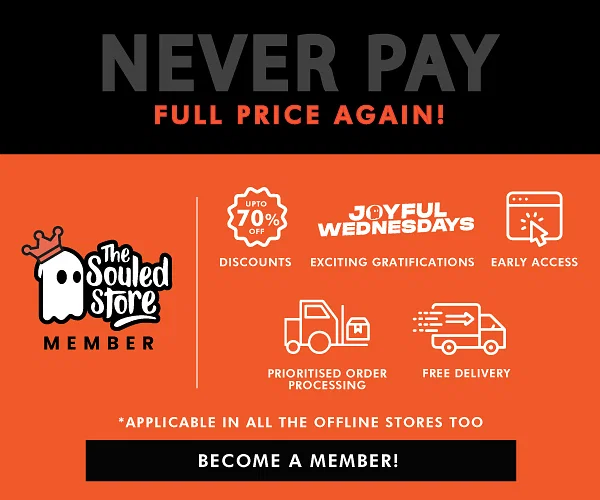 NEVER PAY
FULL PRICE AGAIN!
UPTO
70%
OFF
DISCOUNTS
JOYFUL
WEDNESDAYS
EXCITING GRATIFICATIONS
EARLY ACCESS
The
Souled
Store
MEMBER
PRIORITISED ORDER
PROCESSING
FREE DELIVERY
*APPLICABLE IN ALL THE OFFLINE STORES TOO
BECOME A MEMBER!